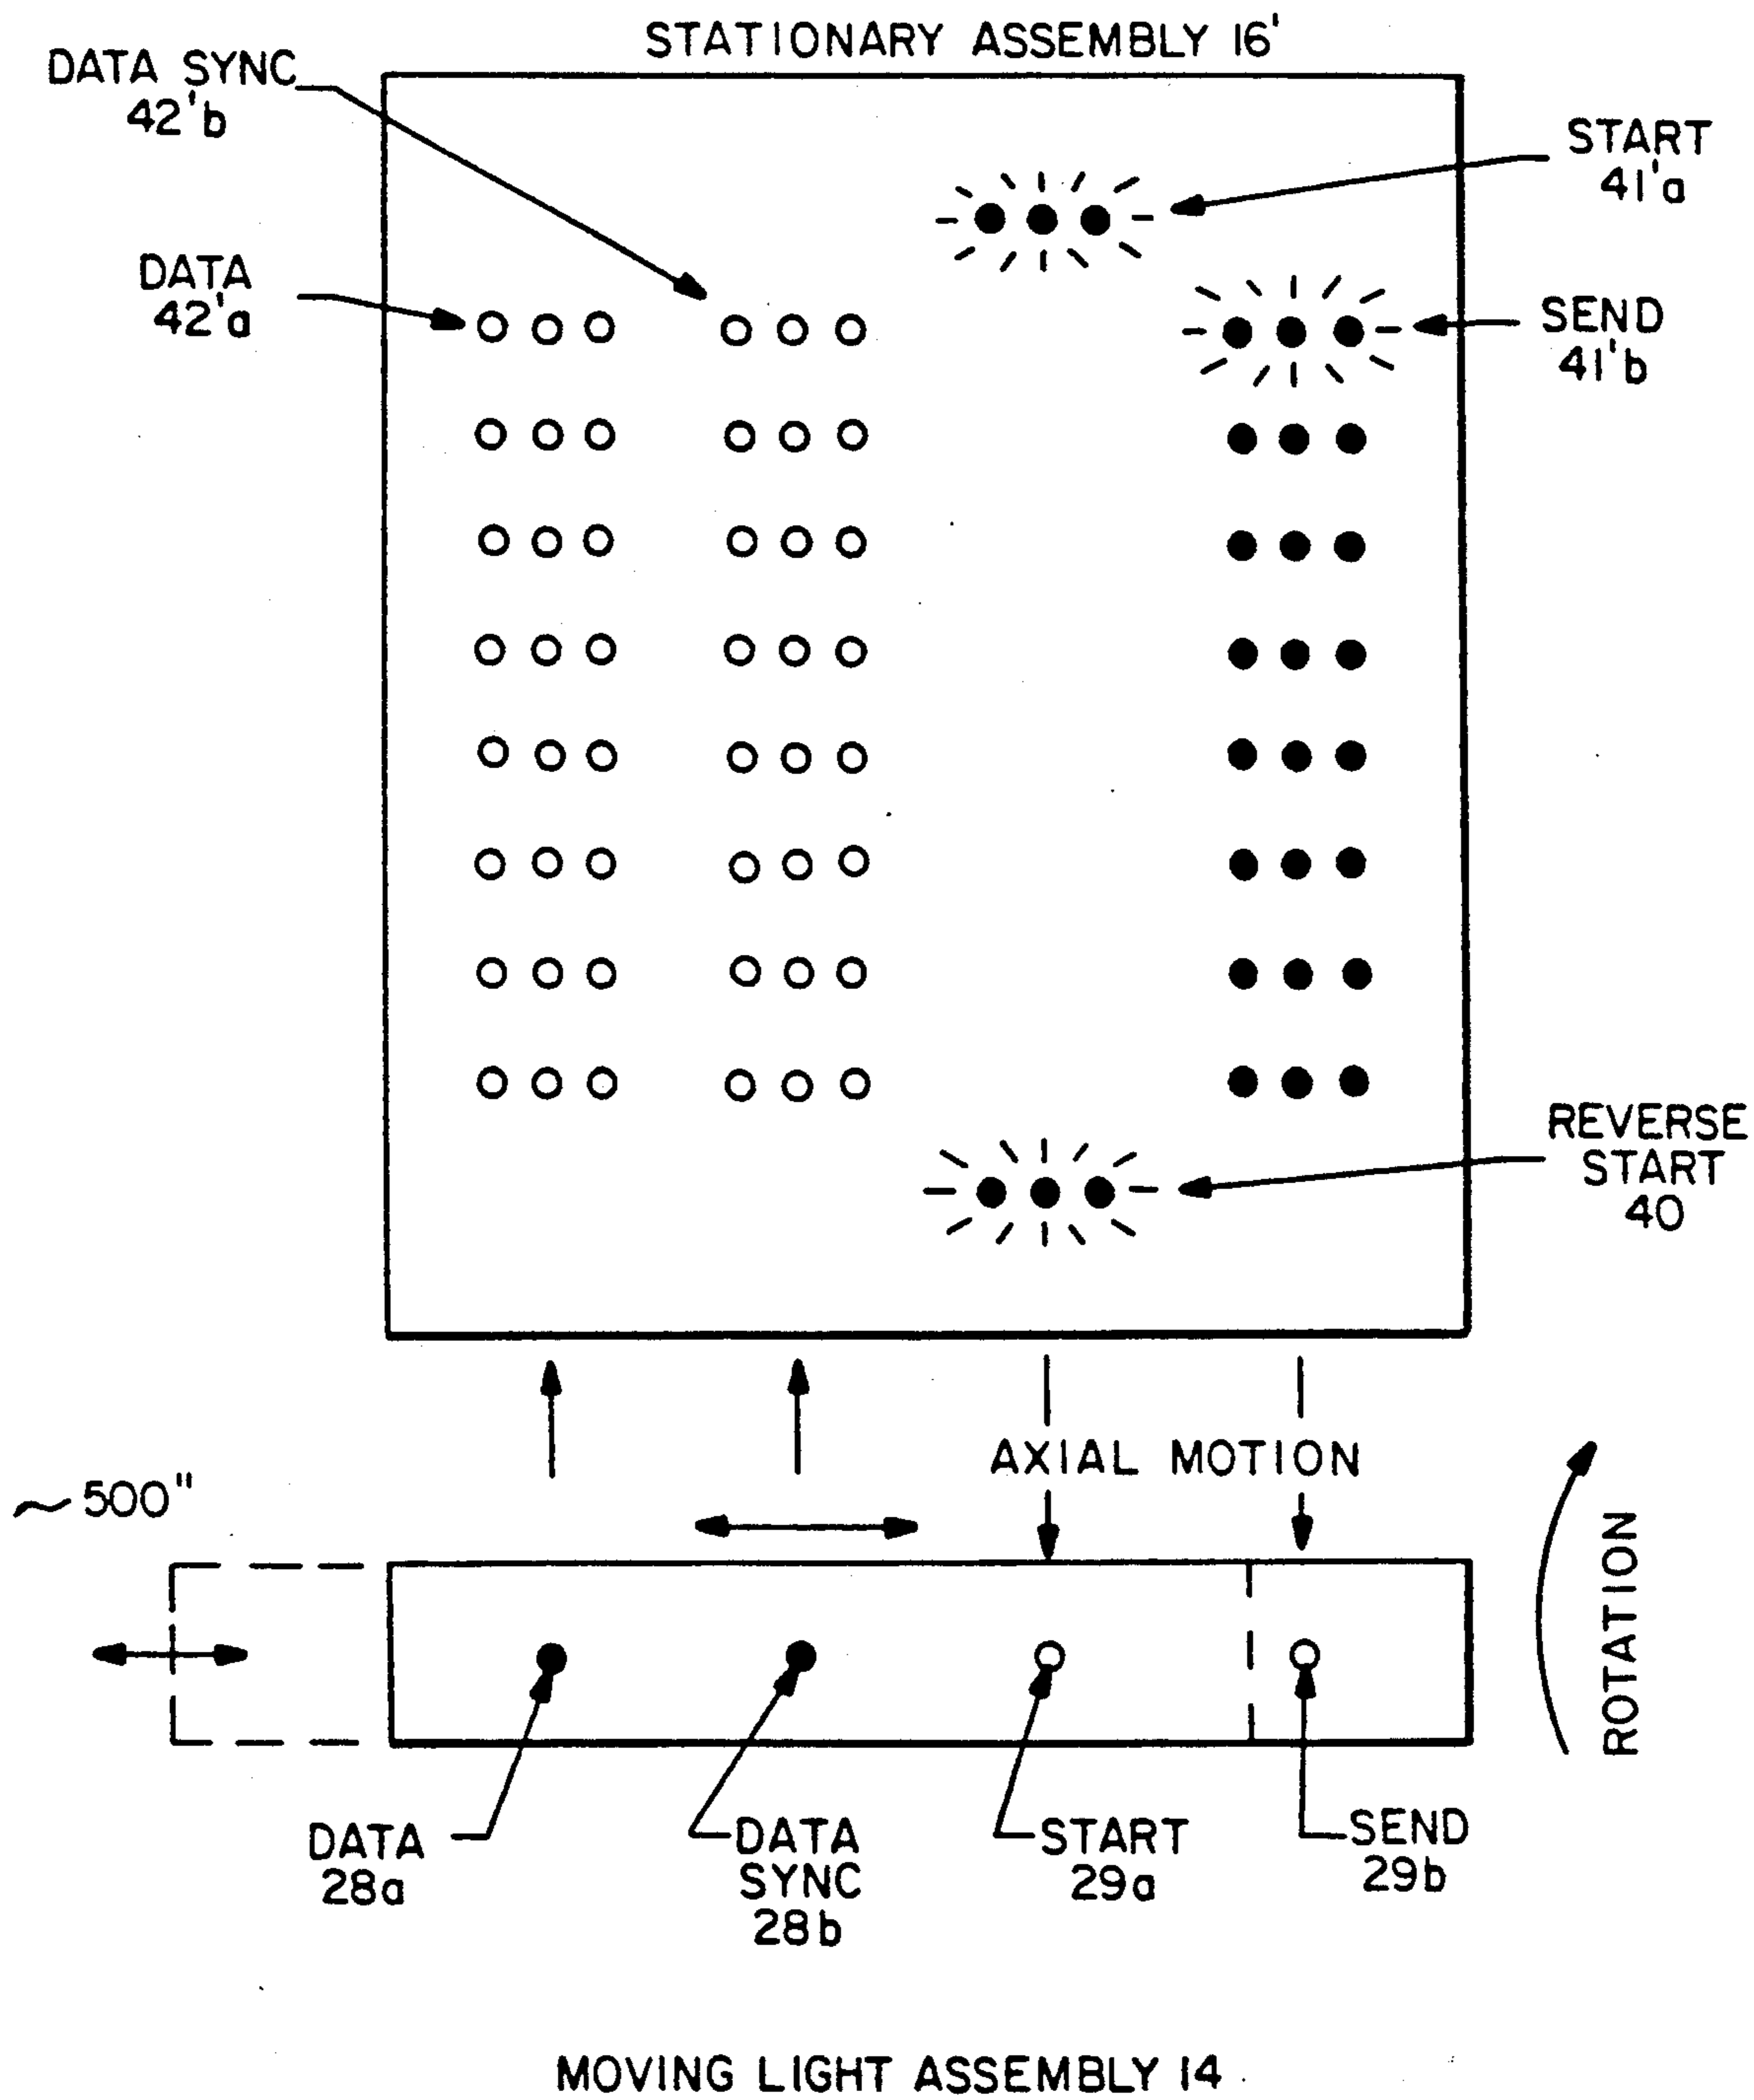 STATIONARY ASSEMBLY 16'
DATA SYNC
42'b
START
41'a
DATA
42'a
SEND
41'b
REVERSE
START
40
AXIAL MOTION
~500"
ROTATION
DATA
28a
DATA
SYNC
28b
START
29a
SEND
29b
MOVING LIGHT ASSEMBLY 14